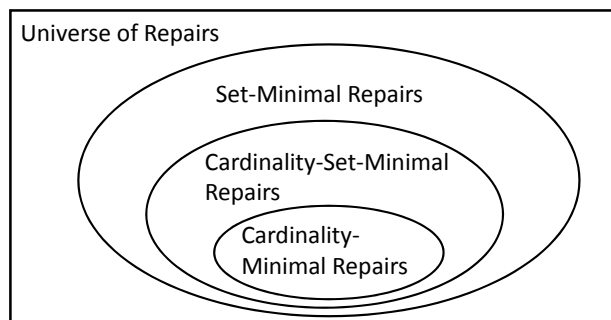 Universe of Repairs
Set-Minimal Repairs
Cardinality-Set-Minimal
Repairs
Cardinality-
Minimal Repairs